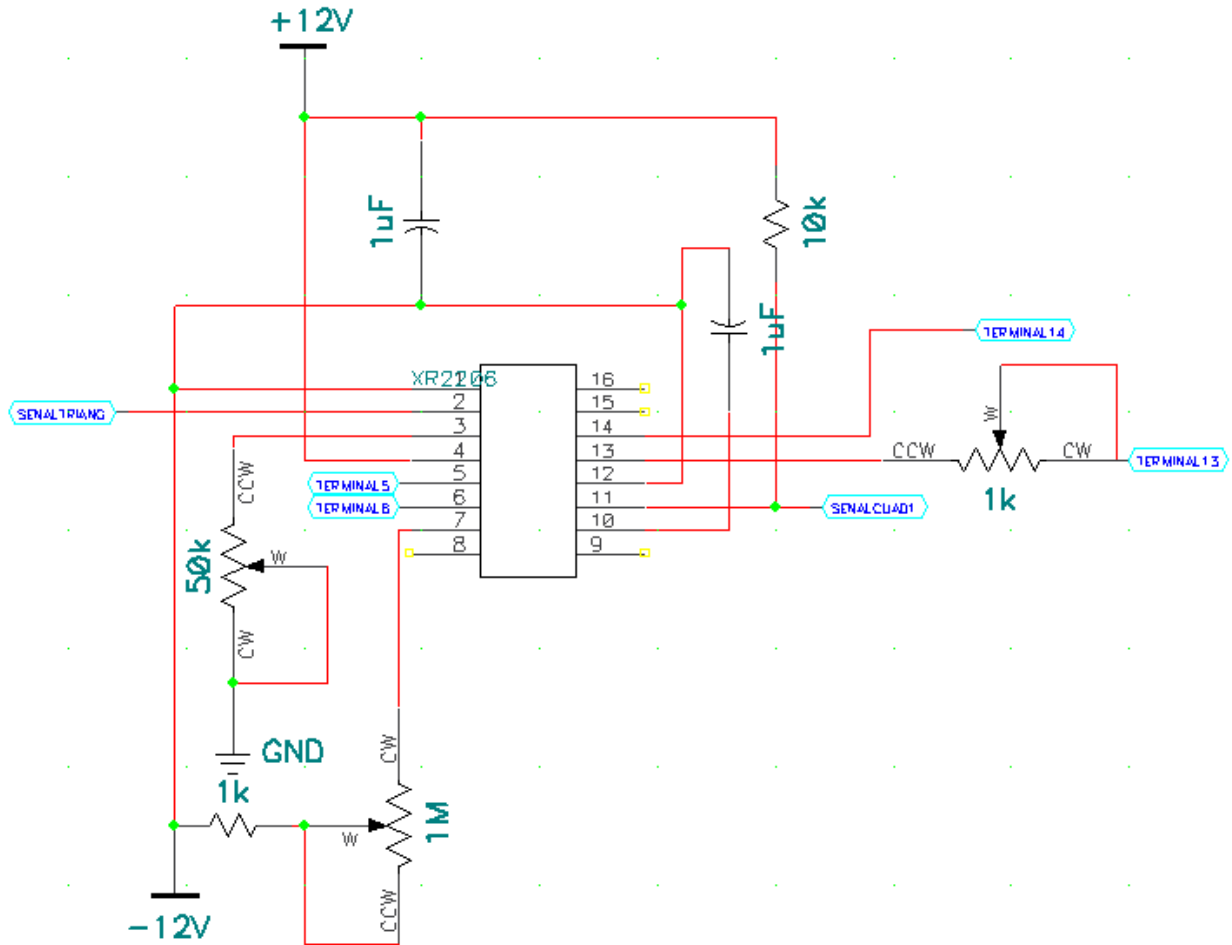 +12V
1uF
10k
1uF
TERMINAL14
XR2206
1
16
2
15
SENALTRIANG
3
14
4
13
CCW
W
CW
TERMINAL13
1k
TERMINAL5
5
12
TERMINAL6
6
11
SENALCUAD1
7
10
8
9
CCW
50k
W
CW
GND
1k
CW
W
1M
CCW
-12V